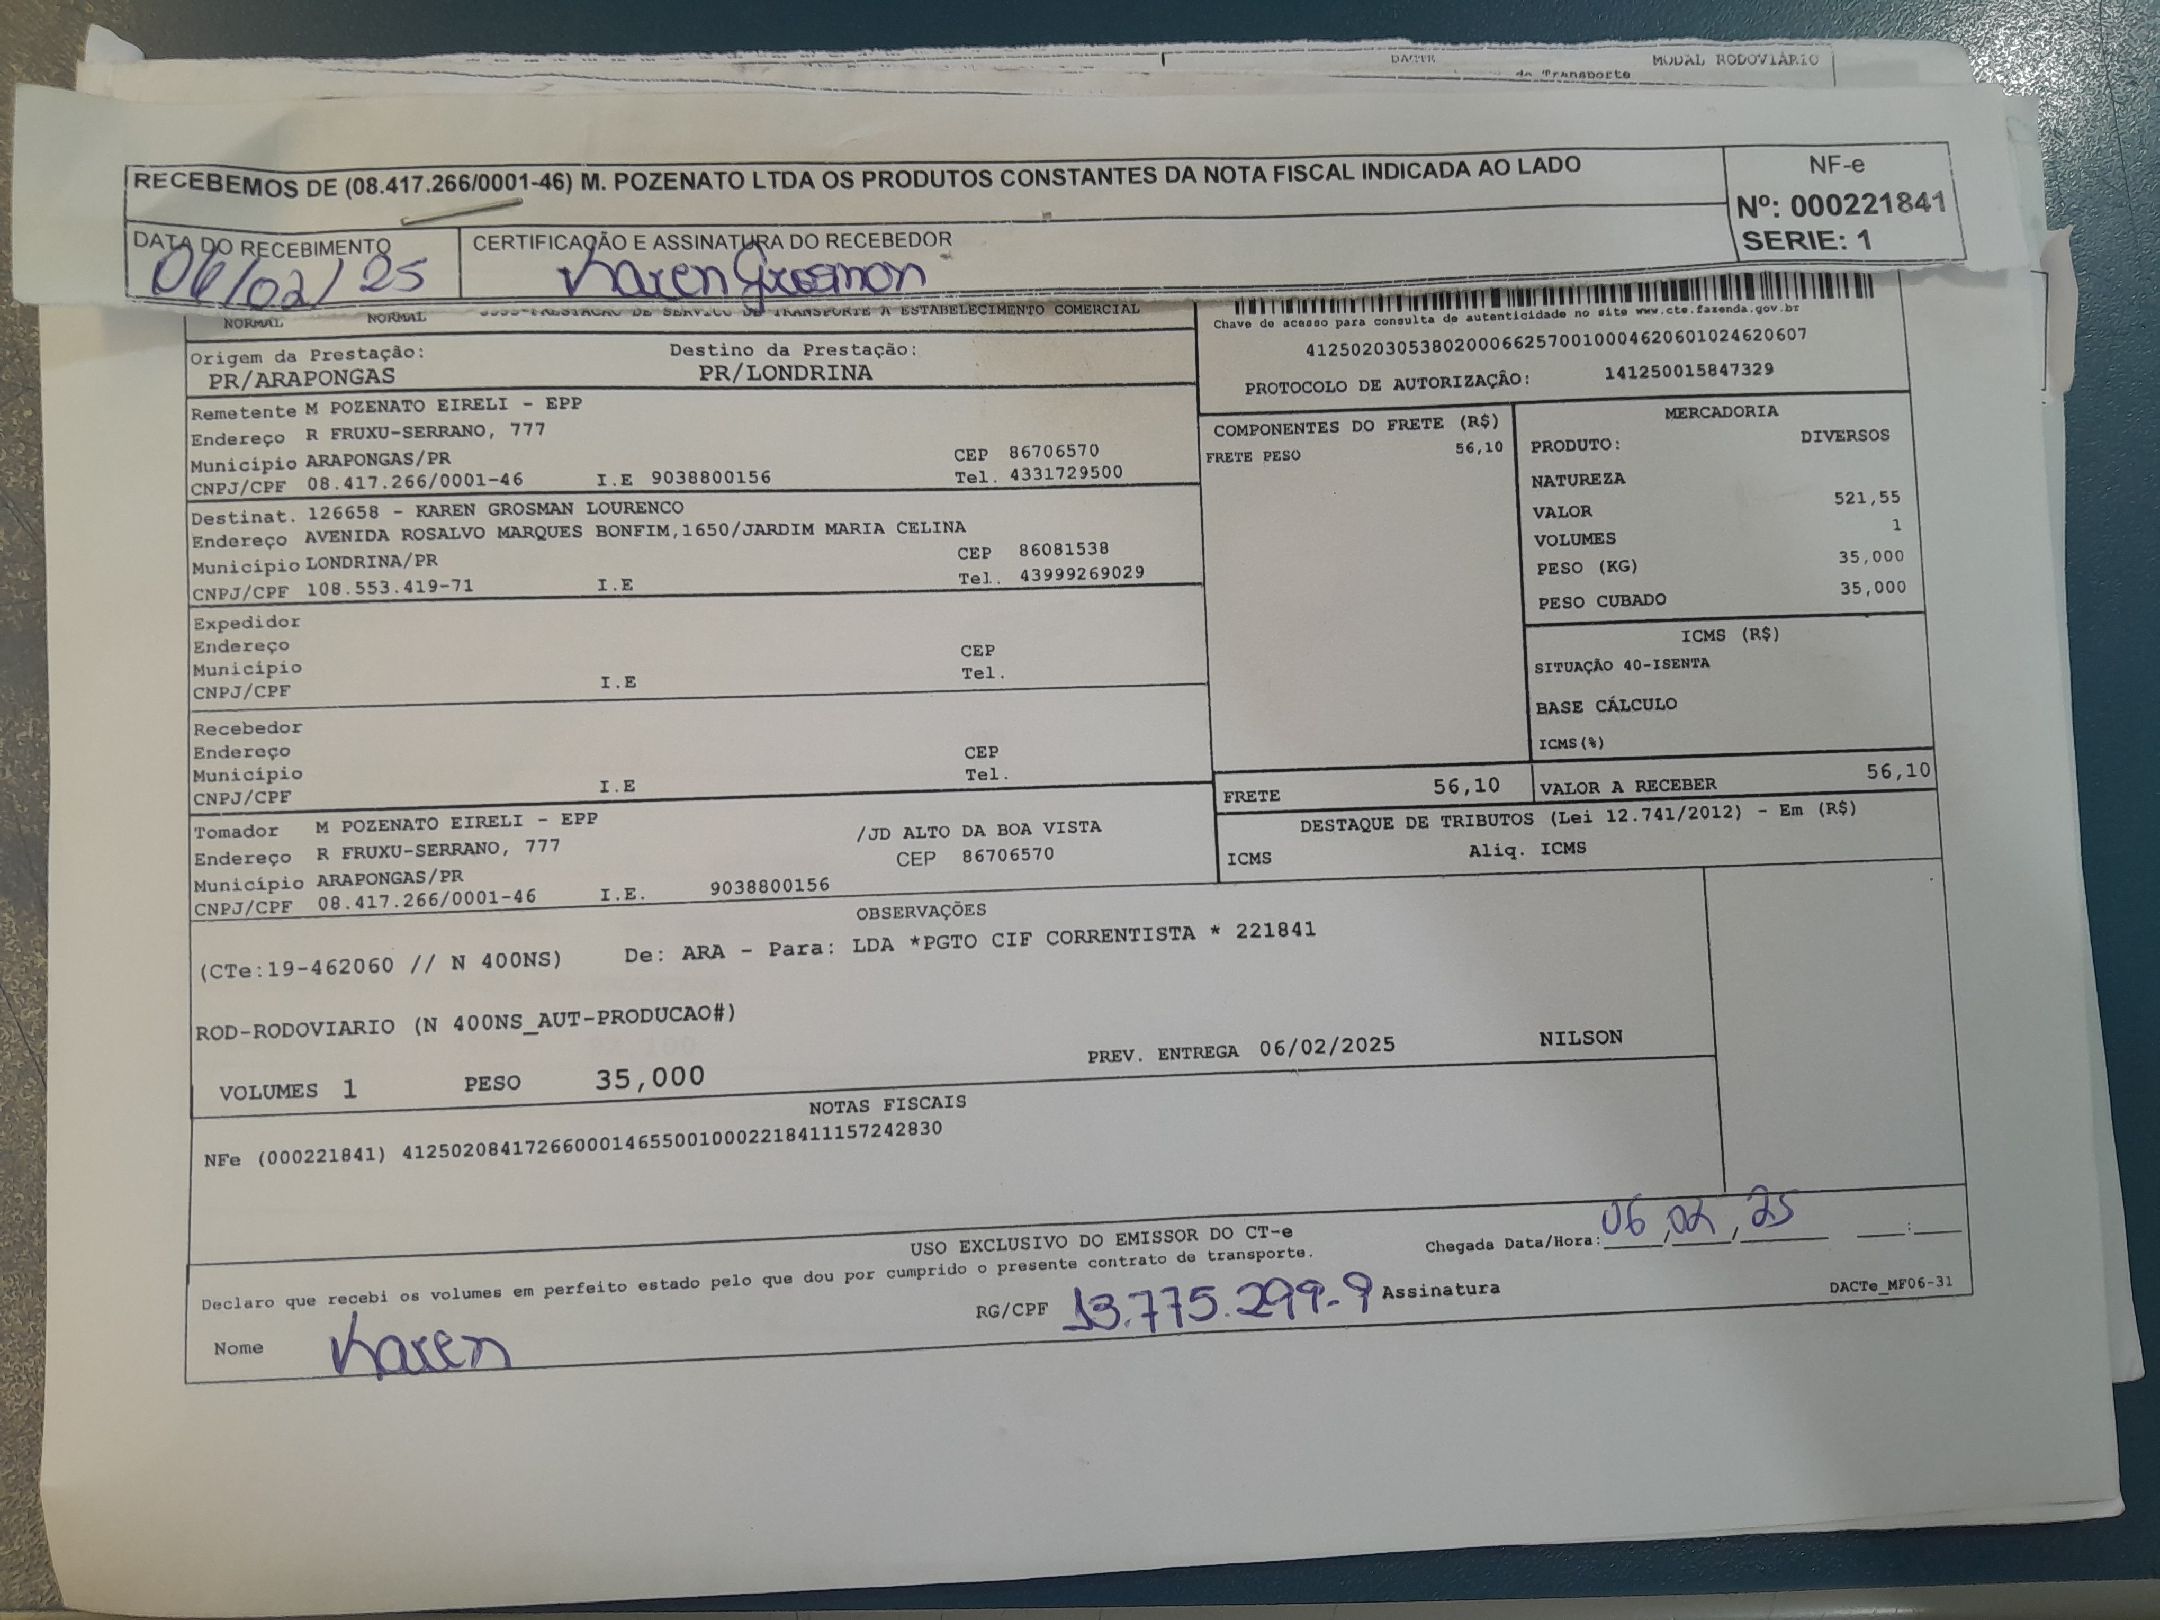 DACTE
MODAL RODOVIÁRIO
de Transporte
RECEBEMOS DE (08.417.266/0001-46) M. POZENATO LTDA OS PRODUTOS CONSTANTES DA NOTA FISCAL INDICADA AO LADO
NF-e
Nº: 000221841
SERIE: 1
DATA DO RECEBIMENTO
06/02/25
CERTIFICAÇÃO E ASSINATURA DO RECEBEDOR
Karen Grosmon
NORMAL NORMAL DE SERVICO DE TRANSPORTE A ESTABELECIMENTO COMERCIAL
Chave de acesso para consulta de autenticidade no site www.cte.fazenda.gov.br
41250203053802000662570010004620601024620607
PROTOCOLO DE AUTORIZAÇÃO: 141250015847329
Origem da Prestação: Destino da Prestação:
PR/ARAPONGAS PR/LONDRINA
Remetente M POZENATO EIRELI - EPP
Endereço R FRUXU-SERRANO, 777
Município ARAPONGAS/PR CEP 86706570
CNPJ/CPF 08.417.266/0001-46 I.E 9038800156 Tel. 4331729500
Destinat. 126658 - KAREN GROSMAN LOURENCO
Endereço AVENIDA ROSALVO MARQUES BONFIM,1650/JARDIM MARIA CELINA
Município LONDRINA/PR CEP 86081538
CNPJ/CPF 108.553.419-71 I.E Tel. 43999269029
Expedidor
Endereço
Município CEP
CNPJ/CPF I.E Tel.
Recebedor
Endereço
Município CEP
CNPJ/CPF I.E Tel.
Tomador M POZENATO EIRELI - EPP
Endereço R FRUXU-SERRANO, 777 /JD ALTO DA BOA VISTA
Município ARAPONGAS/PR CEP 86706570
CNPJ/CPF 08.417.266/0001-46 I.E. 9038800156
COMPONENTES DO FRETE (R$)
FRETE PESO 56,10
MERCADORIA
PRODUTO: DIVERSOS
NATUREZA
VALOR 521,55
VOLUMES 1
PESO (KG) 35,000
PESO CUBADO 35,000
ICMS (R$)
SITUAÇÃO 40-ISENTA
BASE CÁLCULO
ICMS(%)
FRETE 56,10 VALOR A RECEBER 56,10
DESTAQUE DE TRIBUTOS (Lei 12.741/2012) - Em (R$)
ICMS Aliq. ICMS
OBSERVAÇÕES
(CTe:19-462060 // N 400NS) De: ARA - Para: LDA *PGTO CIF CORRENTISTA * 221841
ROD-RODOVIARIO (N 400NS_AUT-PRODUCAO#)
VOLUMES 1 PESO 35,000 PREV. ENTREGA 06/02/2025 NILSON
NOTAS FISCAIS
NFe (000221841) 41250208417266000146550010002218411157242830
USO EXCLUSIVO DO EMISSOR DO CT-e
Chegada Data/Hora: 06/02/25 :
Declaro que recebi os volumes em perfeito estado pelo que dou por cumprido o presente contrato de transporte.
Nome Karen RG/CPF 13.775.299-9 Assinatura
DACTe_MF06-31